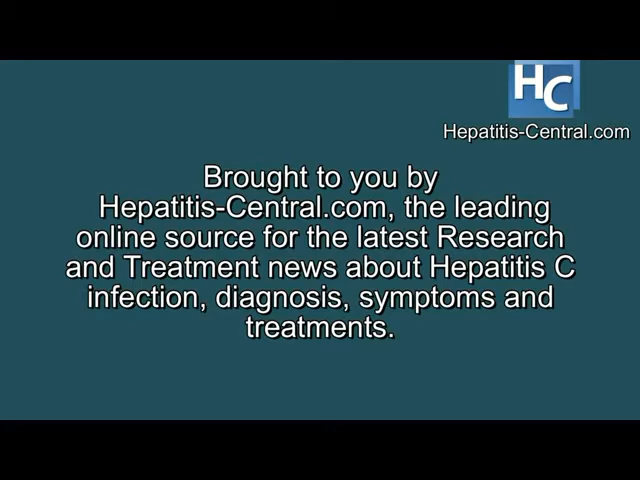 HC
Hepatitis-Central.com
Brought to you by
Hepatitis-Central.com, the leading
online source for the latest Research
and Treatment news about Hepatitis C
infection, diagnosis, symptoms and
treatments.